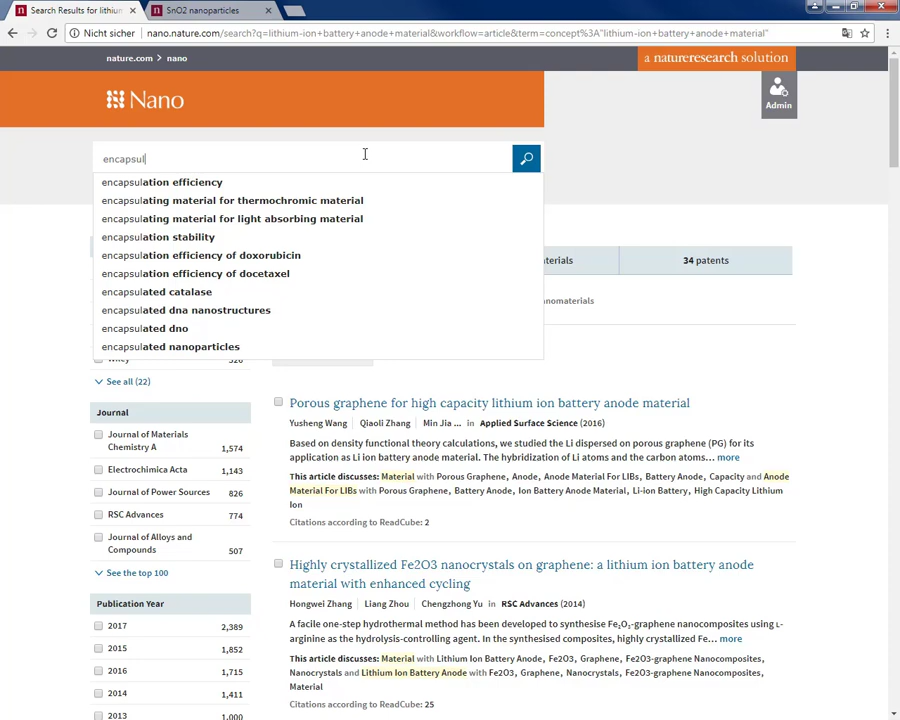 Search Results for lithium
SnO2 nanoparticles
Nicht sicher
nano.nature.com/search?q=lithium-ion+battery+anode+material&workflow=article&term=concept%3A"lithium-ion+battery+anode+material"
nature.com > nano
a natureresearch solution
Nano
Admin
encapsul
encapsulation efficiency
encapsulating material for thermochromic material
encapsulating material for light absorbing material
encapsulation stability
encapsulation efficiency of doxorubicin
encapsulation efficiency of docetaxel
encapsulated catalase
encapsulated dna nanostructures
encapsulated dno
encapsulated nanoparticles
aterials
34 patents
nomaterials
Wiley
See all (22)
Journal
Journal of Materials
Chemistry A
1,574
Electrochimica Acta
1,143
Journal of Power Sources
826
RSC Advances
774
Journal of Alloys and
Compounds
507
See the top 100
Publication Year
2017
2,389
2015
1,852
2016
1,715
2014
1,411
2013
1,000
Porous graphene for high capacity lithium ion battery anode material
Yusheng Wang Qiaoli Zhang Min Jia ... in Applied Surface Science (2016)
Based on density functional theory calculations, we studied the Li dispersed on porous graphene (PG) for its
application as Li ion battery anode material. The hybridization of Li atoms and the carbon atoms... more
This article discusses: Material with Porous Graphene, Anode, Anode Material For LIBs, Battery Anode, Capacity and Anode
Material For LIBs with Porous Graphene, Battery Anode, Ion Battery Anode Material, Li-ion Battery, High Capacity Lithium
Ion
Citations according to ReadCube: 2
Highly crystallized Fe2O3 nanocrystals on graphene: a lithium ion battery anode
material with enhanced cycling
Hongwei Zhang Liang Zhou Chengzhong Yu in RSC Advances (2014)
A facile one-step hydrothermal method has been developed to synthesise Fe₂O₃-graphene nanocomposites using L-
arginine as the hydrolysis-controlling agent. In the synthesised composites, highly crystallized Fe... more
This article discusses: Material with Lithium Ion Battery Anode, Fe2O3, Graphene, Fe2O3-graphene Nanocomposites,
Nanocrystals and Lithium Ion Battery Anode with Fe2O3, Graphene, Nanocrystals, Fe2O3-graphene Nanocomposites,
Material
Citations according to ReadCube: 25